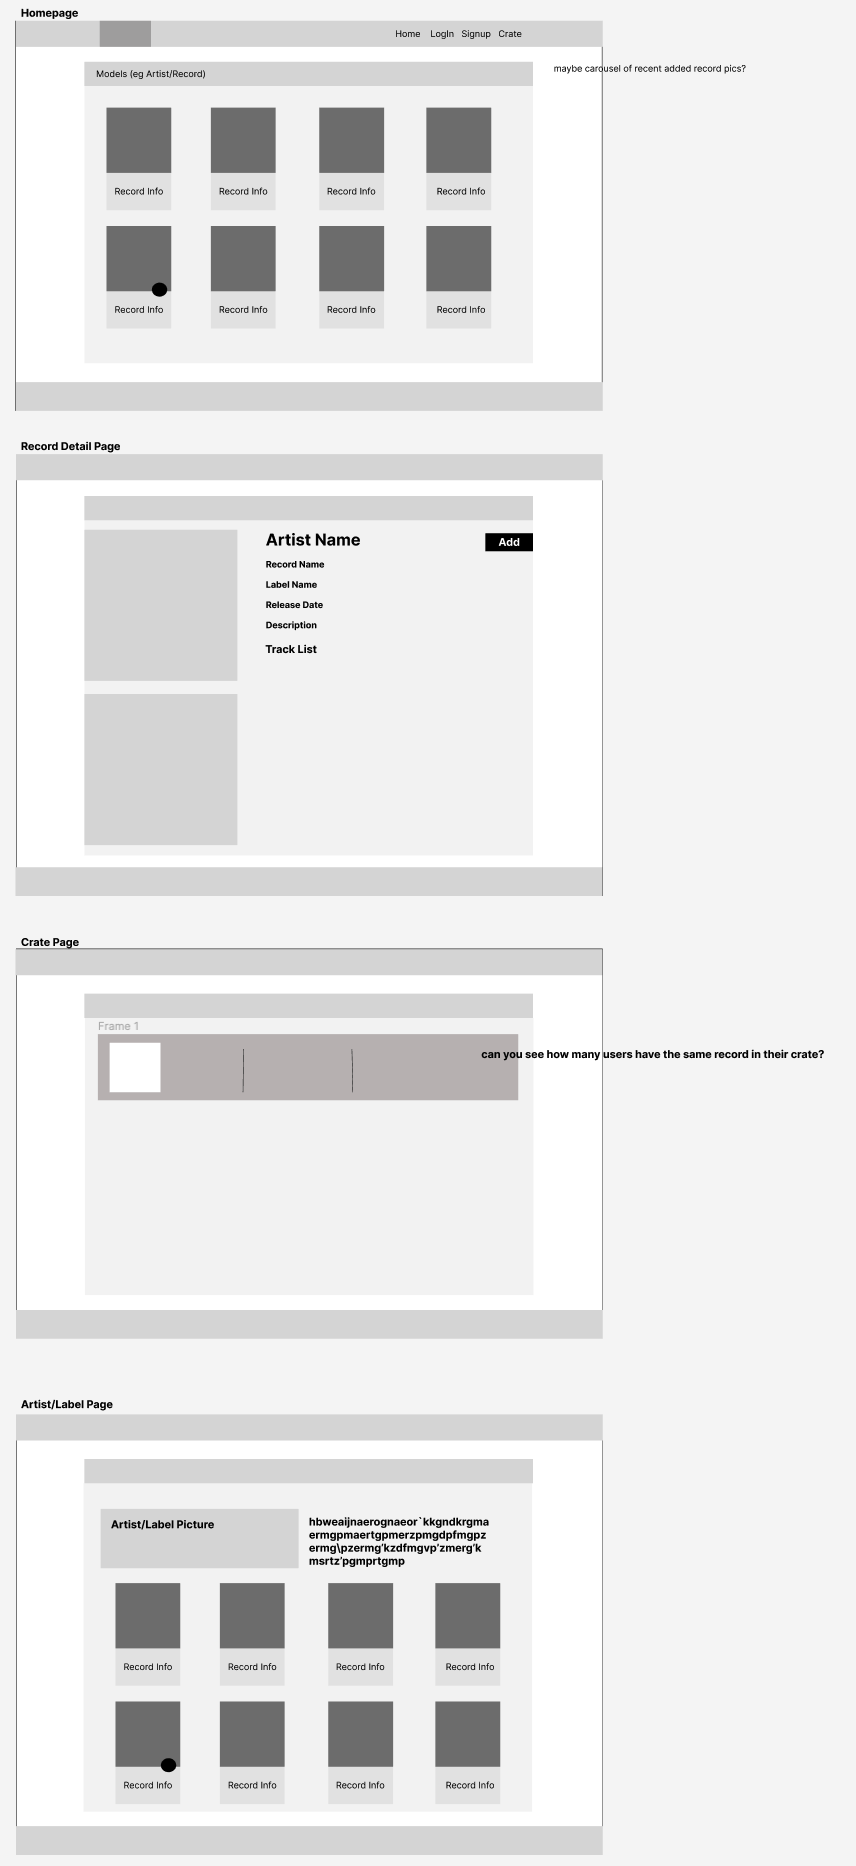 Homepage
Home LogIn Signup Crate
maybe carousel of recent added record pics?
Models (eg Artist/Record)
Record Info Record Info Record Info Record Info
Record Info Record Info Record Info Record Info
Record Detail Page
Artist Name
Add
Record Name
Label Name
Release Date
Description
Track List
Crate Page
Frame 1
can you see how many users have the same record in their crate?
Artist/Label Page
Artist/Label Picture
hbweaijnaerognaeor`kkgndkrgma
ermgpmaertgpmerzpmgdpfmgpz
ermg\pzermg'kzdfmgvp'zmerg'k
msrtz'pgmprtgmp
Record Info Record Info Record Info Record Info
Record Info Record Info Record Info Record Info